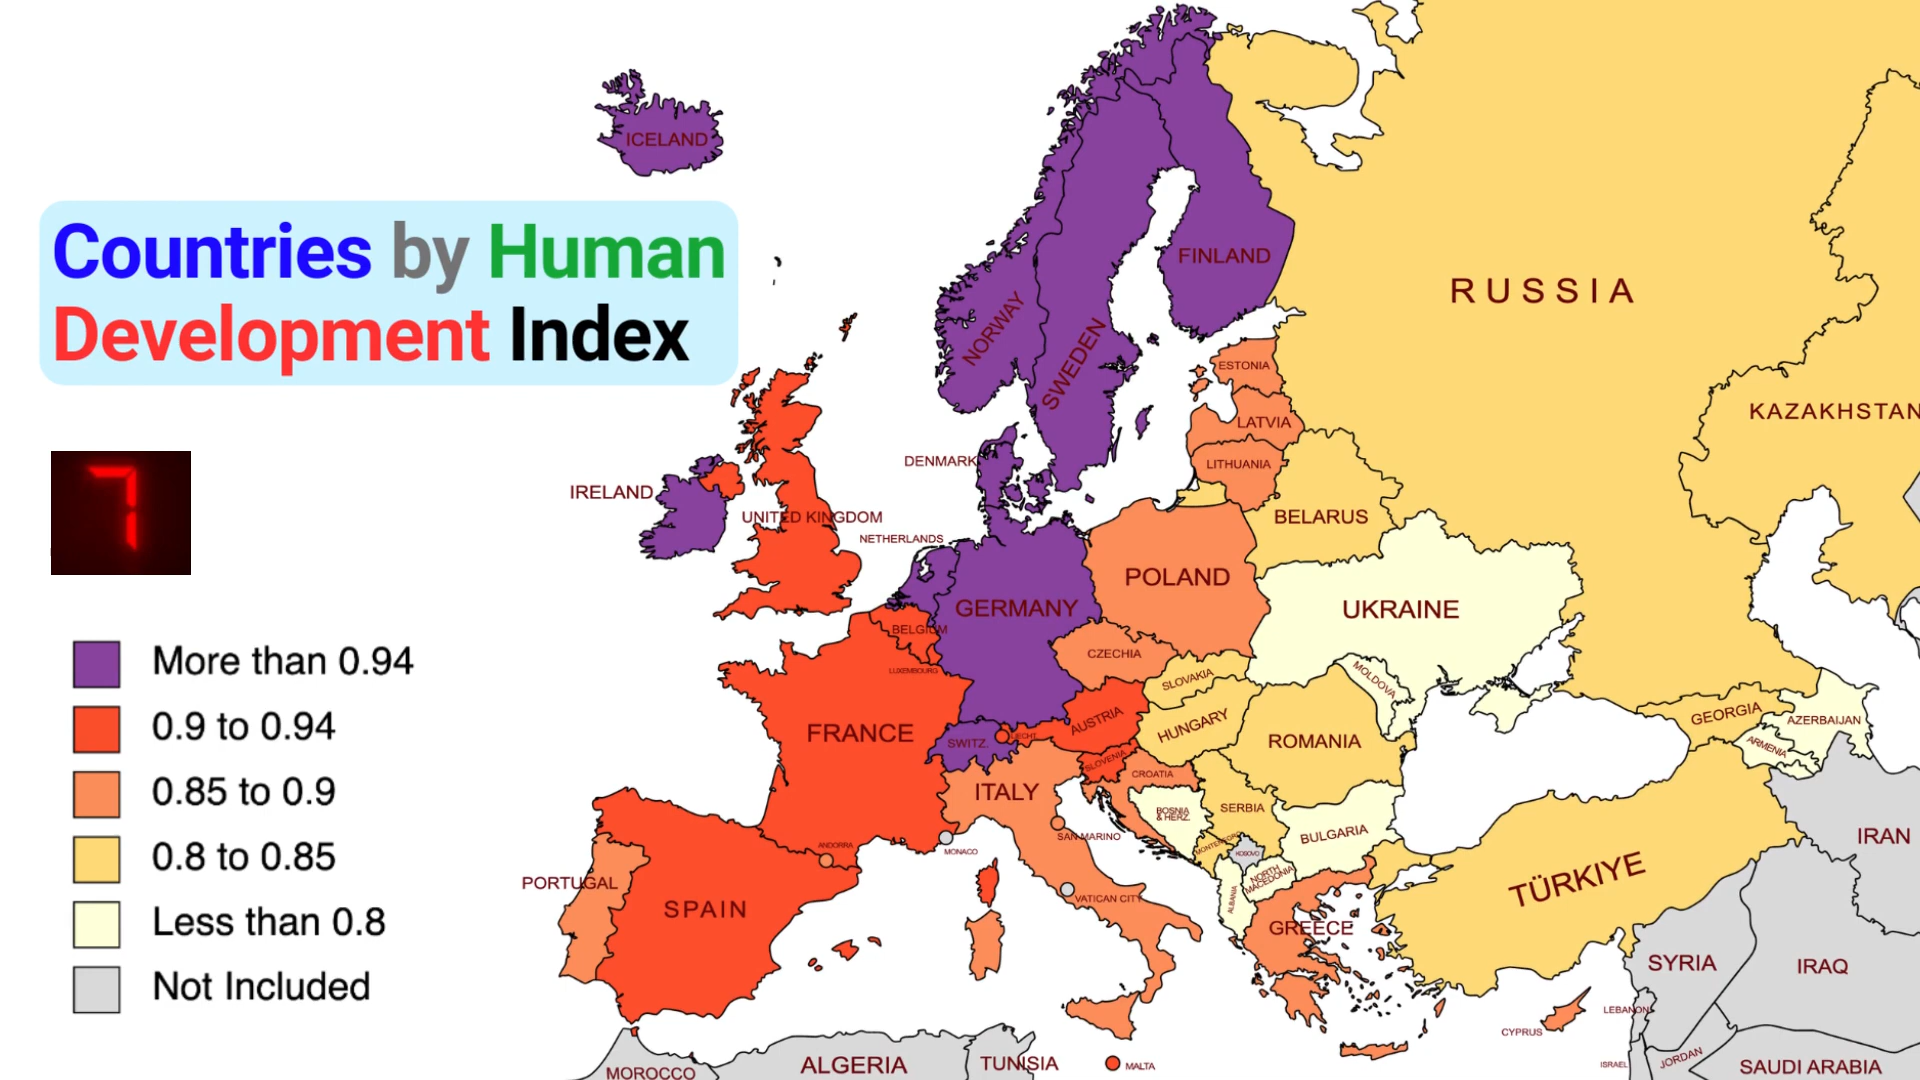 ICELAND
Countries by Human
Development Index
FINLAND
RUSSIA
NORWAY
SWEDEN
ESTONIA
KAZAKHSTAN
LATVIA
DENMARK
LITHUANIA
7
IRELAND
UNITED KINGDOM
BELARUS
NETHERLANDS
POLAND
GERMANY
UKRAINE
BELGIUM
CZECHIA
LUXEMBOURG
SLOVAKIA
MOLDOVA
More than 0.94
0.9 to 0.94
0.85 to 0.9
0.8 to 0.85
Less than 0.8
Not Included
FRANCE
SWITZ.
LIECHT.
AUSTRIA
HUNGARY
ROMANIA
GEORGIA
AZERBAIJAN
ARMENIA
SLOVENIA
CROATIA
ITALY
BOSNIA
& HERZ.
SERBIA
BULGARIA
SAN MARINO
MONTENEGRO
KOSOVO
IRAN
ANDORRA
MONACO
NORTH
MACEDONIA
TÜRKIYE
PORTUGAL
SPAIN
VATICAN CITY
ALBANIA
GREECE
SYRIA
IRAQ
CYPRUS
LEBANON
MOROCCO
ALGERIA
TUNISIA
MALTA
ISRAEL
JORDAN
SAUDI ARABIA